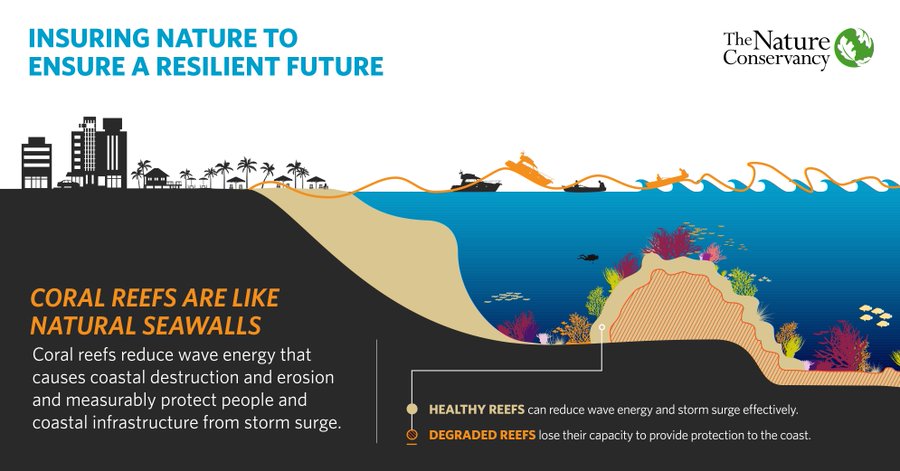 INSURING NATURE TO
ENSURE A RESILIENT FUTURE
The Nature
Conservancy
CORAL REEFS ARE LIKE
NATURAL SEAWALLS
Coral reefs reduce wave energy that
causes coastal destruction and erosion
and measurably protect people and
coastal infrastructure from storm surge.
HEALTHY REEFS can reduce wave energy and storm surge effectively.
DEGRADED REEFS lose their capacity to provide protection to the coast.